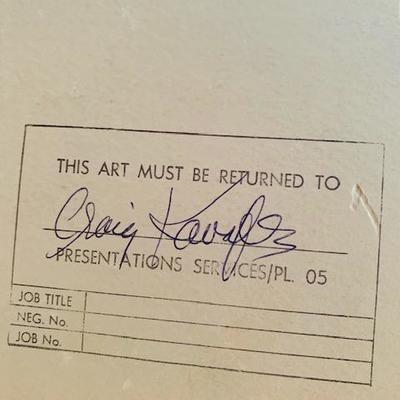 THIS ART MUST BE RETURNED TO
Craig
PRESENTATIONS SERVICES/PL. 05
JOB TITLE
NEG. No.
JOB No.